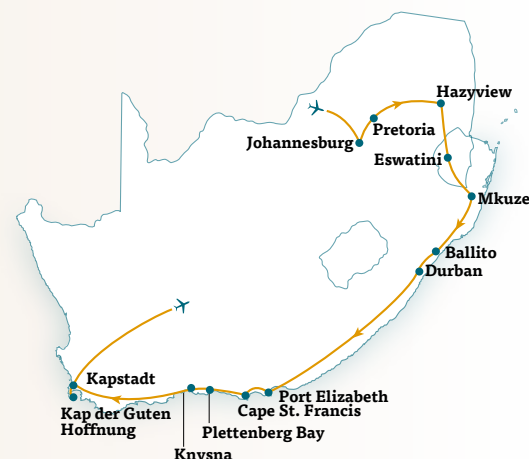 Hazyview
Pretoria
Johannesburg
Eswatini
Mkuze
Ballito
Durban
Kapstadt
Port Elizabeth
Kap der Guten
Hoffnung
Cape St. Francis
Plettenberg Bay
Knysna